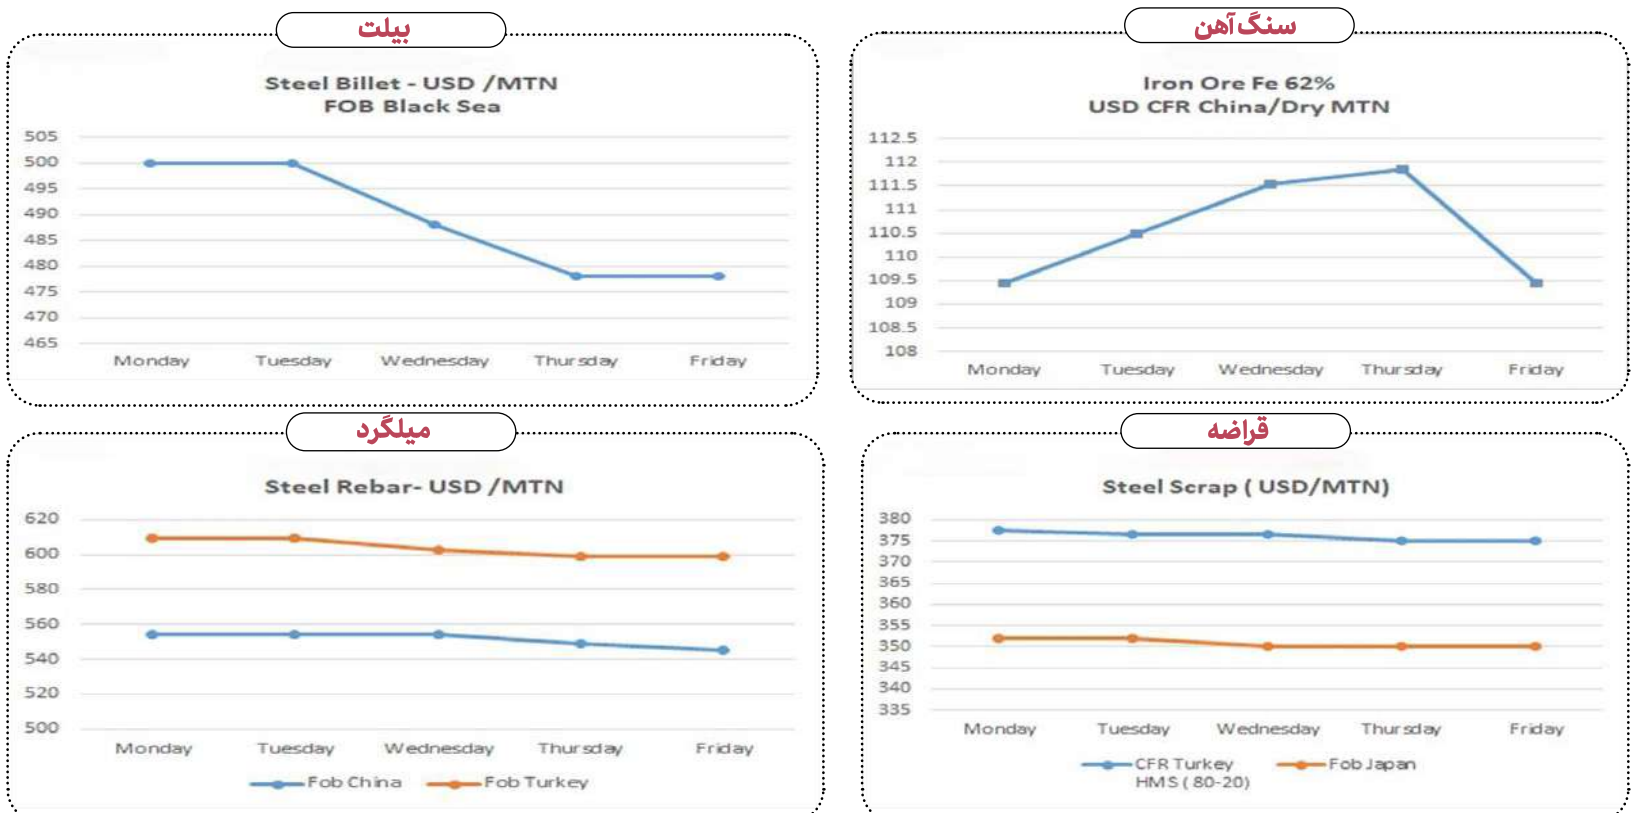 بیلت
Steel Billet - USD /MTN
FOB Black Sea
505
500
495
490
485
480
475
470
465
Monday Tuesday Wednesday Thursday Friday
سنگ‌آهن
Iron Ore Fe 62%
USD CFR China/Dry MTN
112.5
112
111.5
111
110.5
110
109.5
109
108.5
108
Monday Tuesday Wednesday Thursday Friday
میلگرد
Steel Rebar- USD /MTN
620
600
580
560
540
520
500
Monday Tuesday Wednesday Thursday Friday
Fob China Fob Turkey
قراضه
Steel Scrap ( USD/MTN)
380
375
370
365
360
355
350
345
340
335
Monday Tuesday Wednesday Thursday Friday
CFR Turkey Fob Japan
HMS ( 80-20)